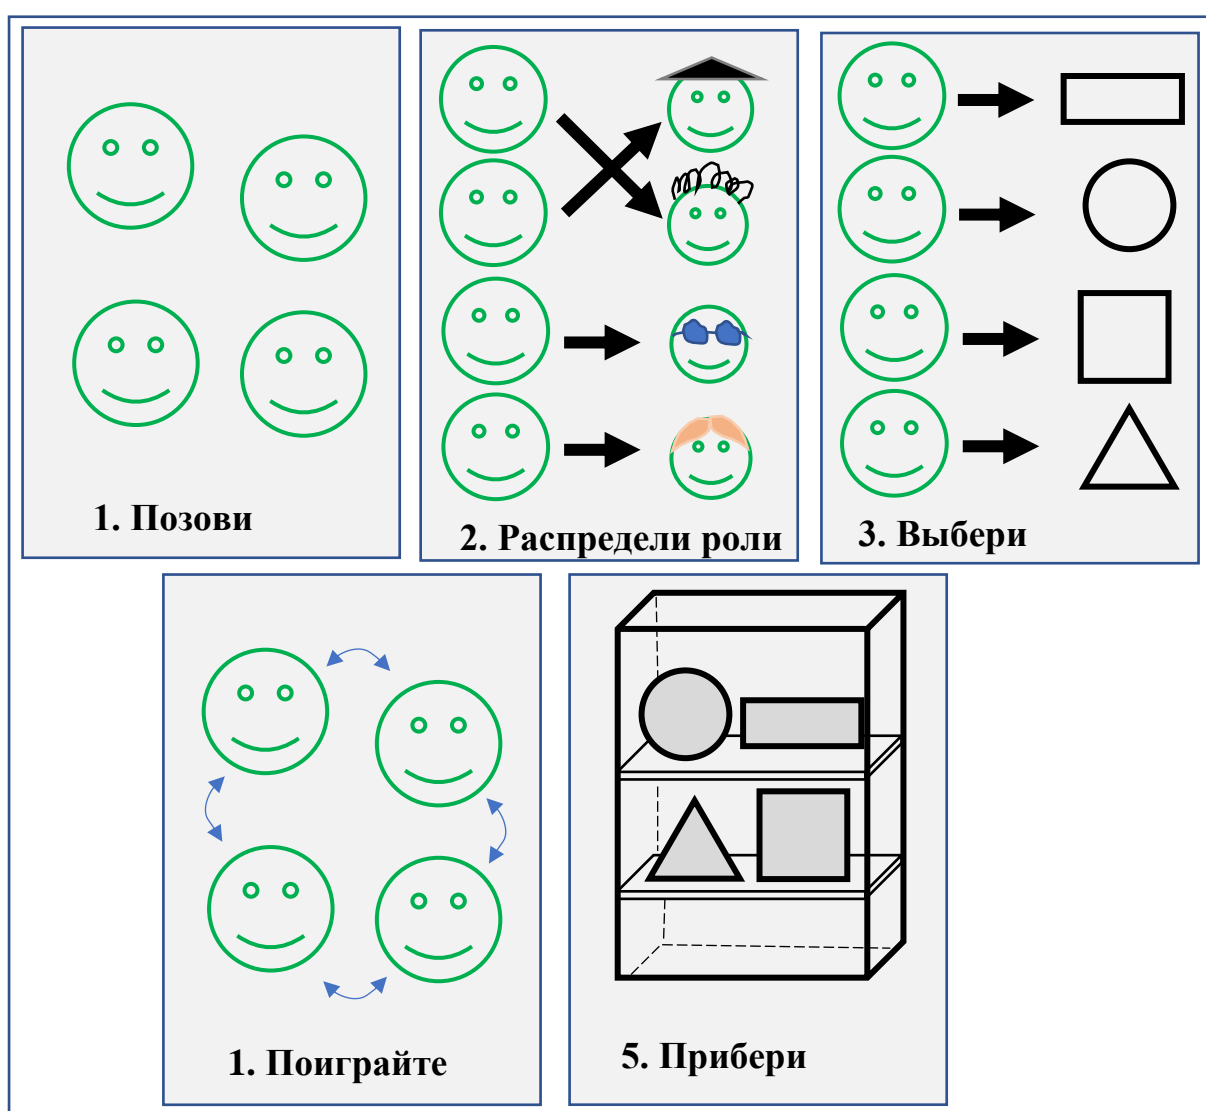 1. Позови
2. Распредели роли
3. Выбери
1. Поиграйте
5. Прибери